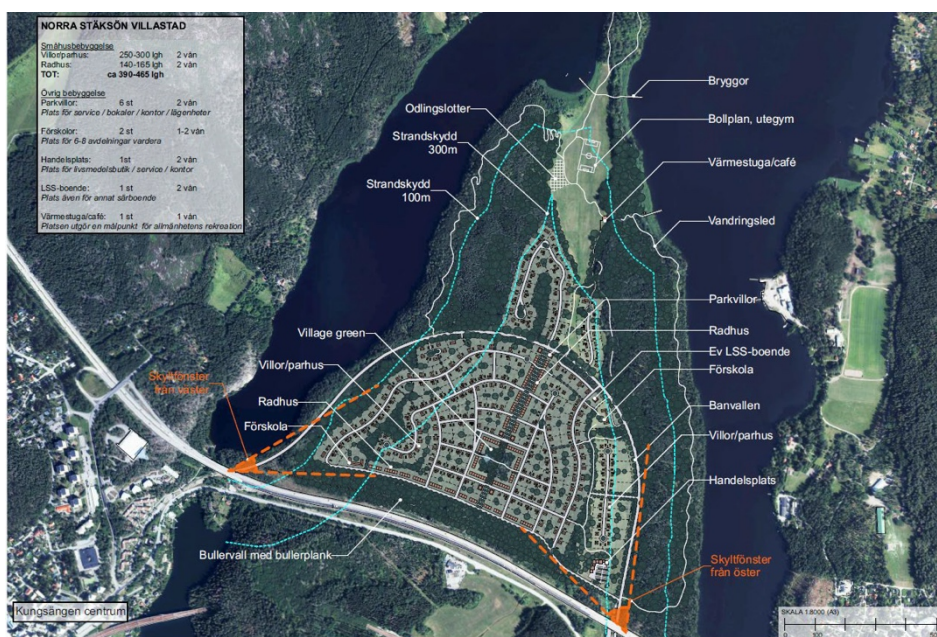 NORRA STÄKSÖN VILLASTAD
Småhusbebyggelse
Villor/parhus: 250-300 lgh 2 vån
Radhus: 140-165 lgh 2 vån
TOT: ca 390-465 lgh
Övrig bebyggelse
Parkvillor: 6 st 2 vån
Plats för service / bokaler / kontor / lägenheter
Förskolor: 2 st 1-2 vån
Plats för 6-8 avdelningar vardera
Handelsplats: 1st 2 vån
Plats för livsmedelsbutik / service / kontor
LSS-boende: 1 st 2 vån
Plats även för annat särboende
Värmestuga/café: 1 st 1 vån
Platsen utgör en målpunkt för allmänhetens rekreation
Bryggor
Odlingslotter
Bollplan, utegym
Strandskydd
300m
Värmestuga/café
Strandskydd
100m
Vandringsled
Parkvillor
Village green
Radhus
Ev LSS-boende
Villor/parhus
Förskola
Skyltfönster
från väster
Radhus
Banvallen
Förskola
Villor/parhus
Handelsplats
Bullervall med bullerplank
Skyltfönster
från öster
Kungsängen centrum
SKALA 1:8000 (A3)